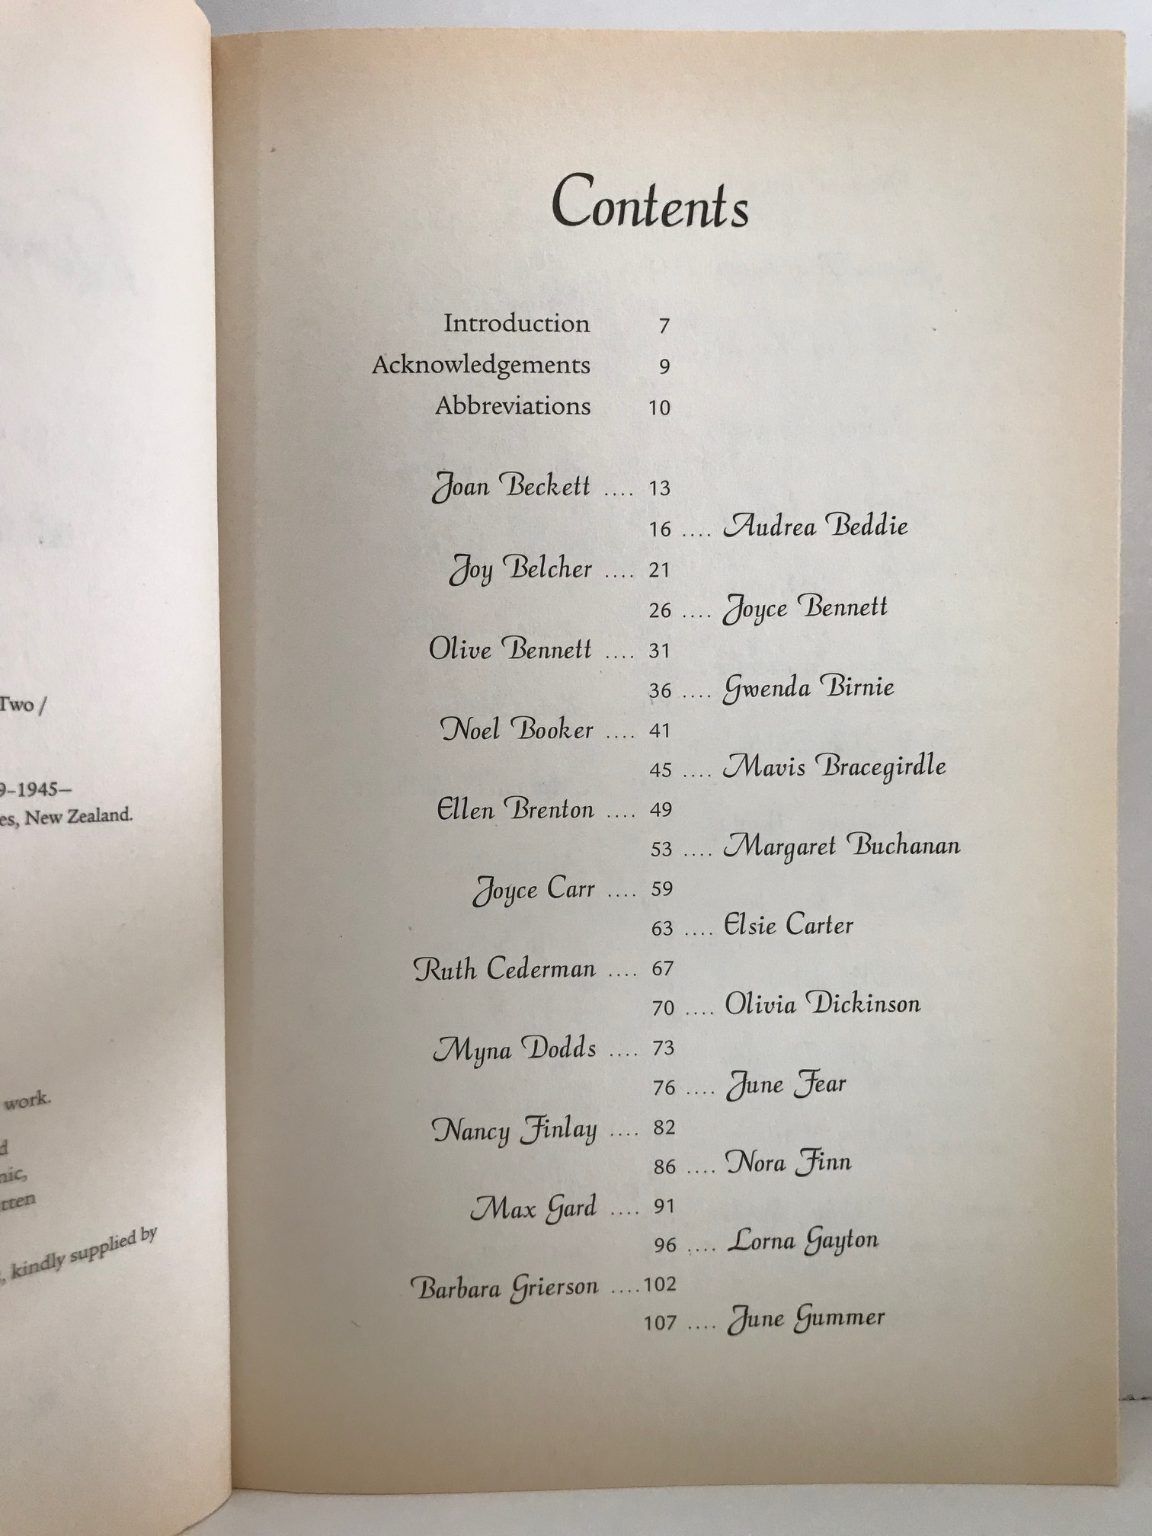 Two /
9–1945–
es, New Zealand.
work.
kindly supplied by
Contents
Introduction 7
Acknowledgements 9
Abbreviations 10
Joan Beckett .... 13
16 .... Audrea Beddie
Joy Belcher .... 21
26 .... Joyce Bennett
Olive Bennett .... 31
36 .... Gwenda Birnie
Noel Booker .... 41
45 .... Mavis Bracegirdle
Ellen Brenton .... 49
53 .... Margaret Buchanan
Joyce Carr .... 59
63 .... Elsie Carter
Ruth Cederman .... 67
70 .... Olivia Dickinson
Myna Dodds .... 73
76 .... June Fear
Nancy Finlay .... 82
86 .... Nora Finn
Max Gard .... 91
96 .... Lorna Gayton
Barbara Grierson ....102
107 .... June Gummer